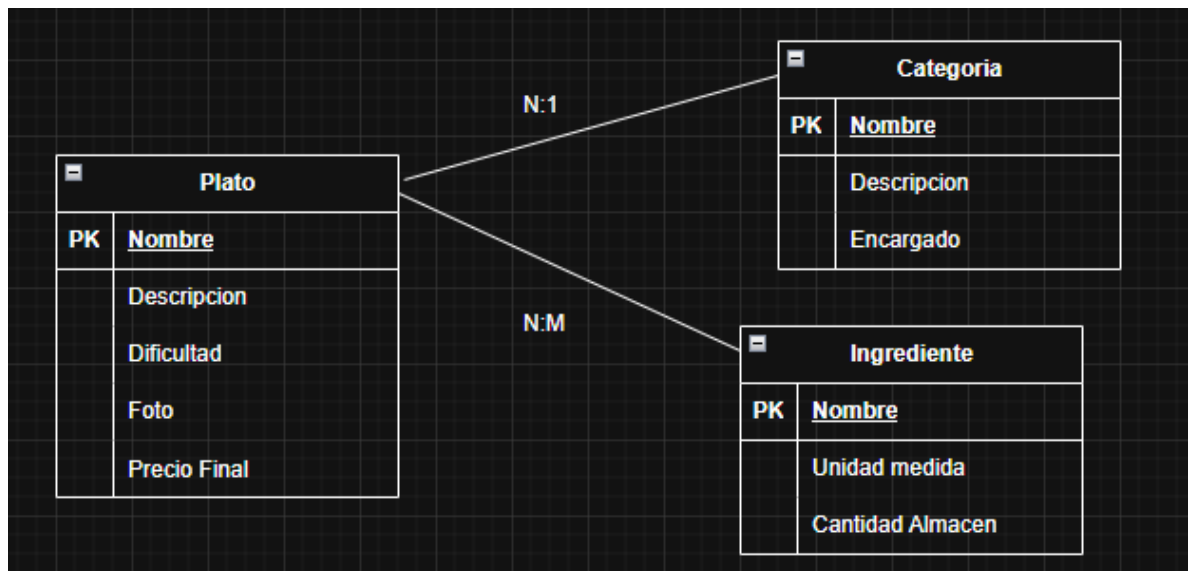 Categoria
PK Nombre
Descripcion
Encargado
N:1
Plato
PK Nombre
Descripcion
Dificultad
Foto
Precio Final
N:M
Ingrediente
PK Nombre
Unidad medida
Cantidad Almacen